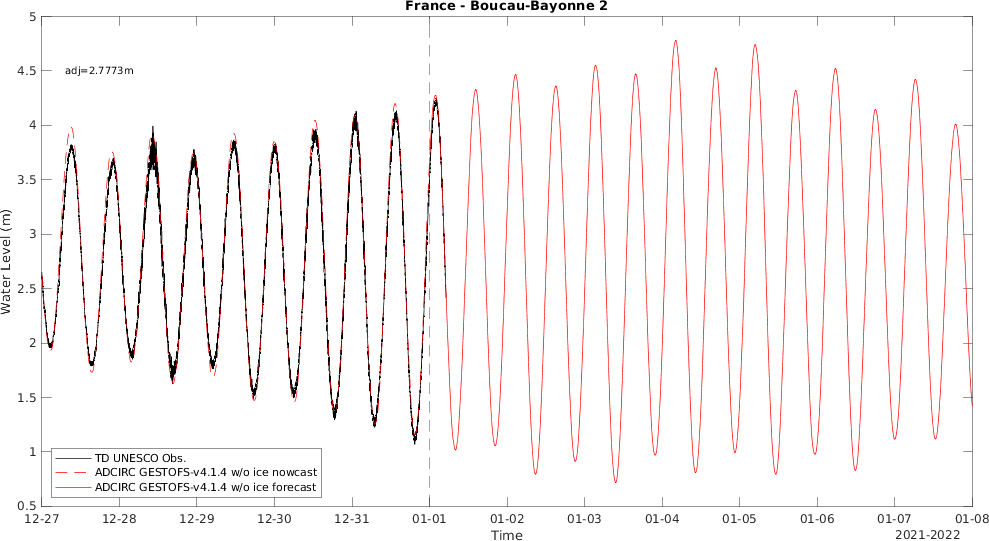 France - Boucau-Bayonne 2
5
4.5
4
3.5
3
2.5
2
1.5
1
0.5
Water Level (m)
adj=2.7773m
TD UNESCO Obs.
ADCIRC GESTOFS-v4.1.4 w/o ice nowcast
ADCIRC GESTOFS-v4.1.4 w/o ice forecast
12-27 12-28 12-29 12-30 12-31 01-01 01-02 01-03 01-04 01-05 01-06 01-07 01-08
Time
2021-2022